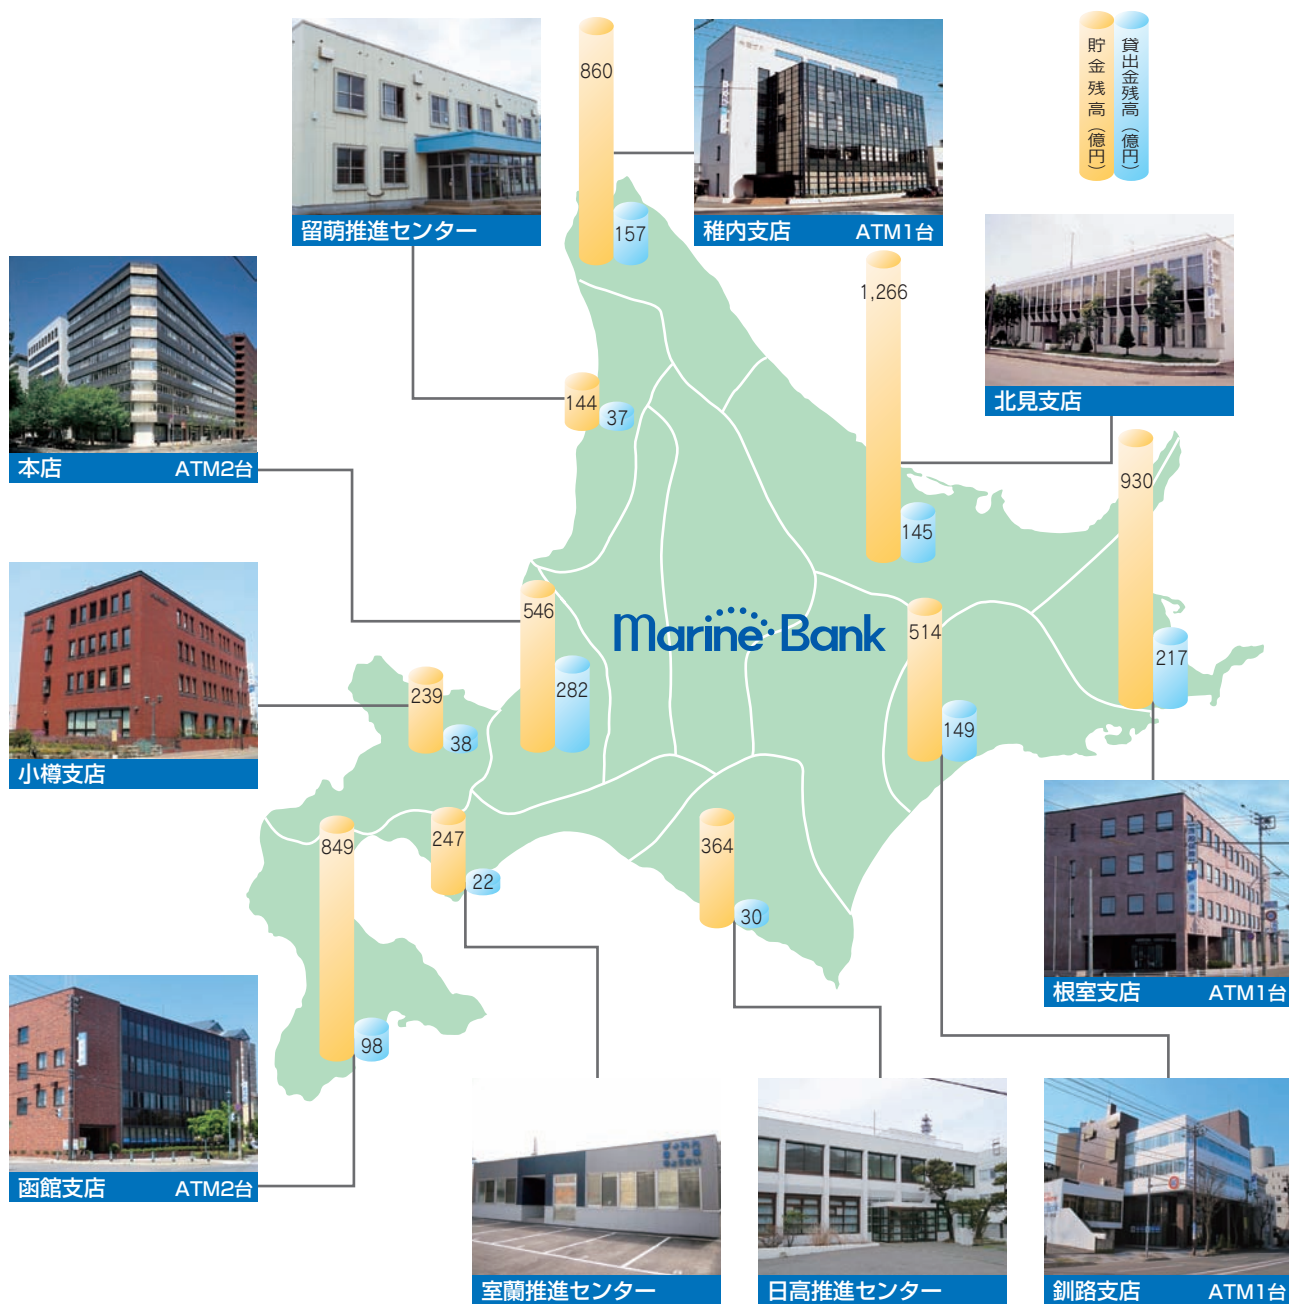 貯金残高（億円）
貸出金残高（億円）
860
157
留萌推進センター
稚内支店 ATM1台
1,266
145
北見支店
144
37
本店 ATM2台
930
217
546
282
Marine Bank
514
149
239
38
小樽支店
849
98
247
22
364
30
根室支店 ATM1台
函館支店 ATM2台
室蘭推進センター
日高推進センター
釧路支店 ATM1台